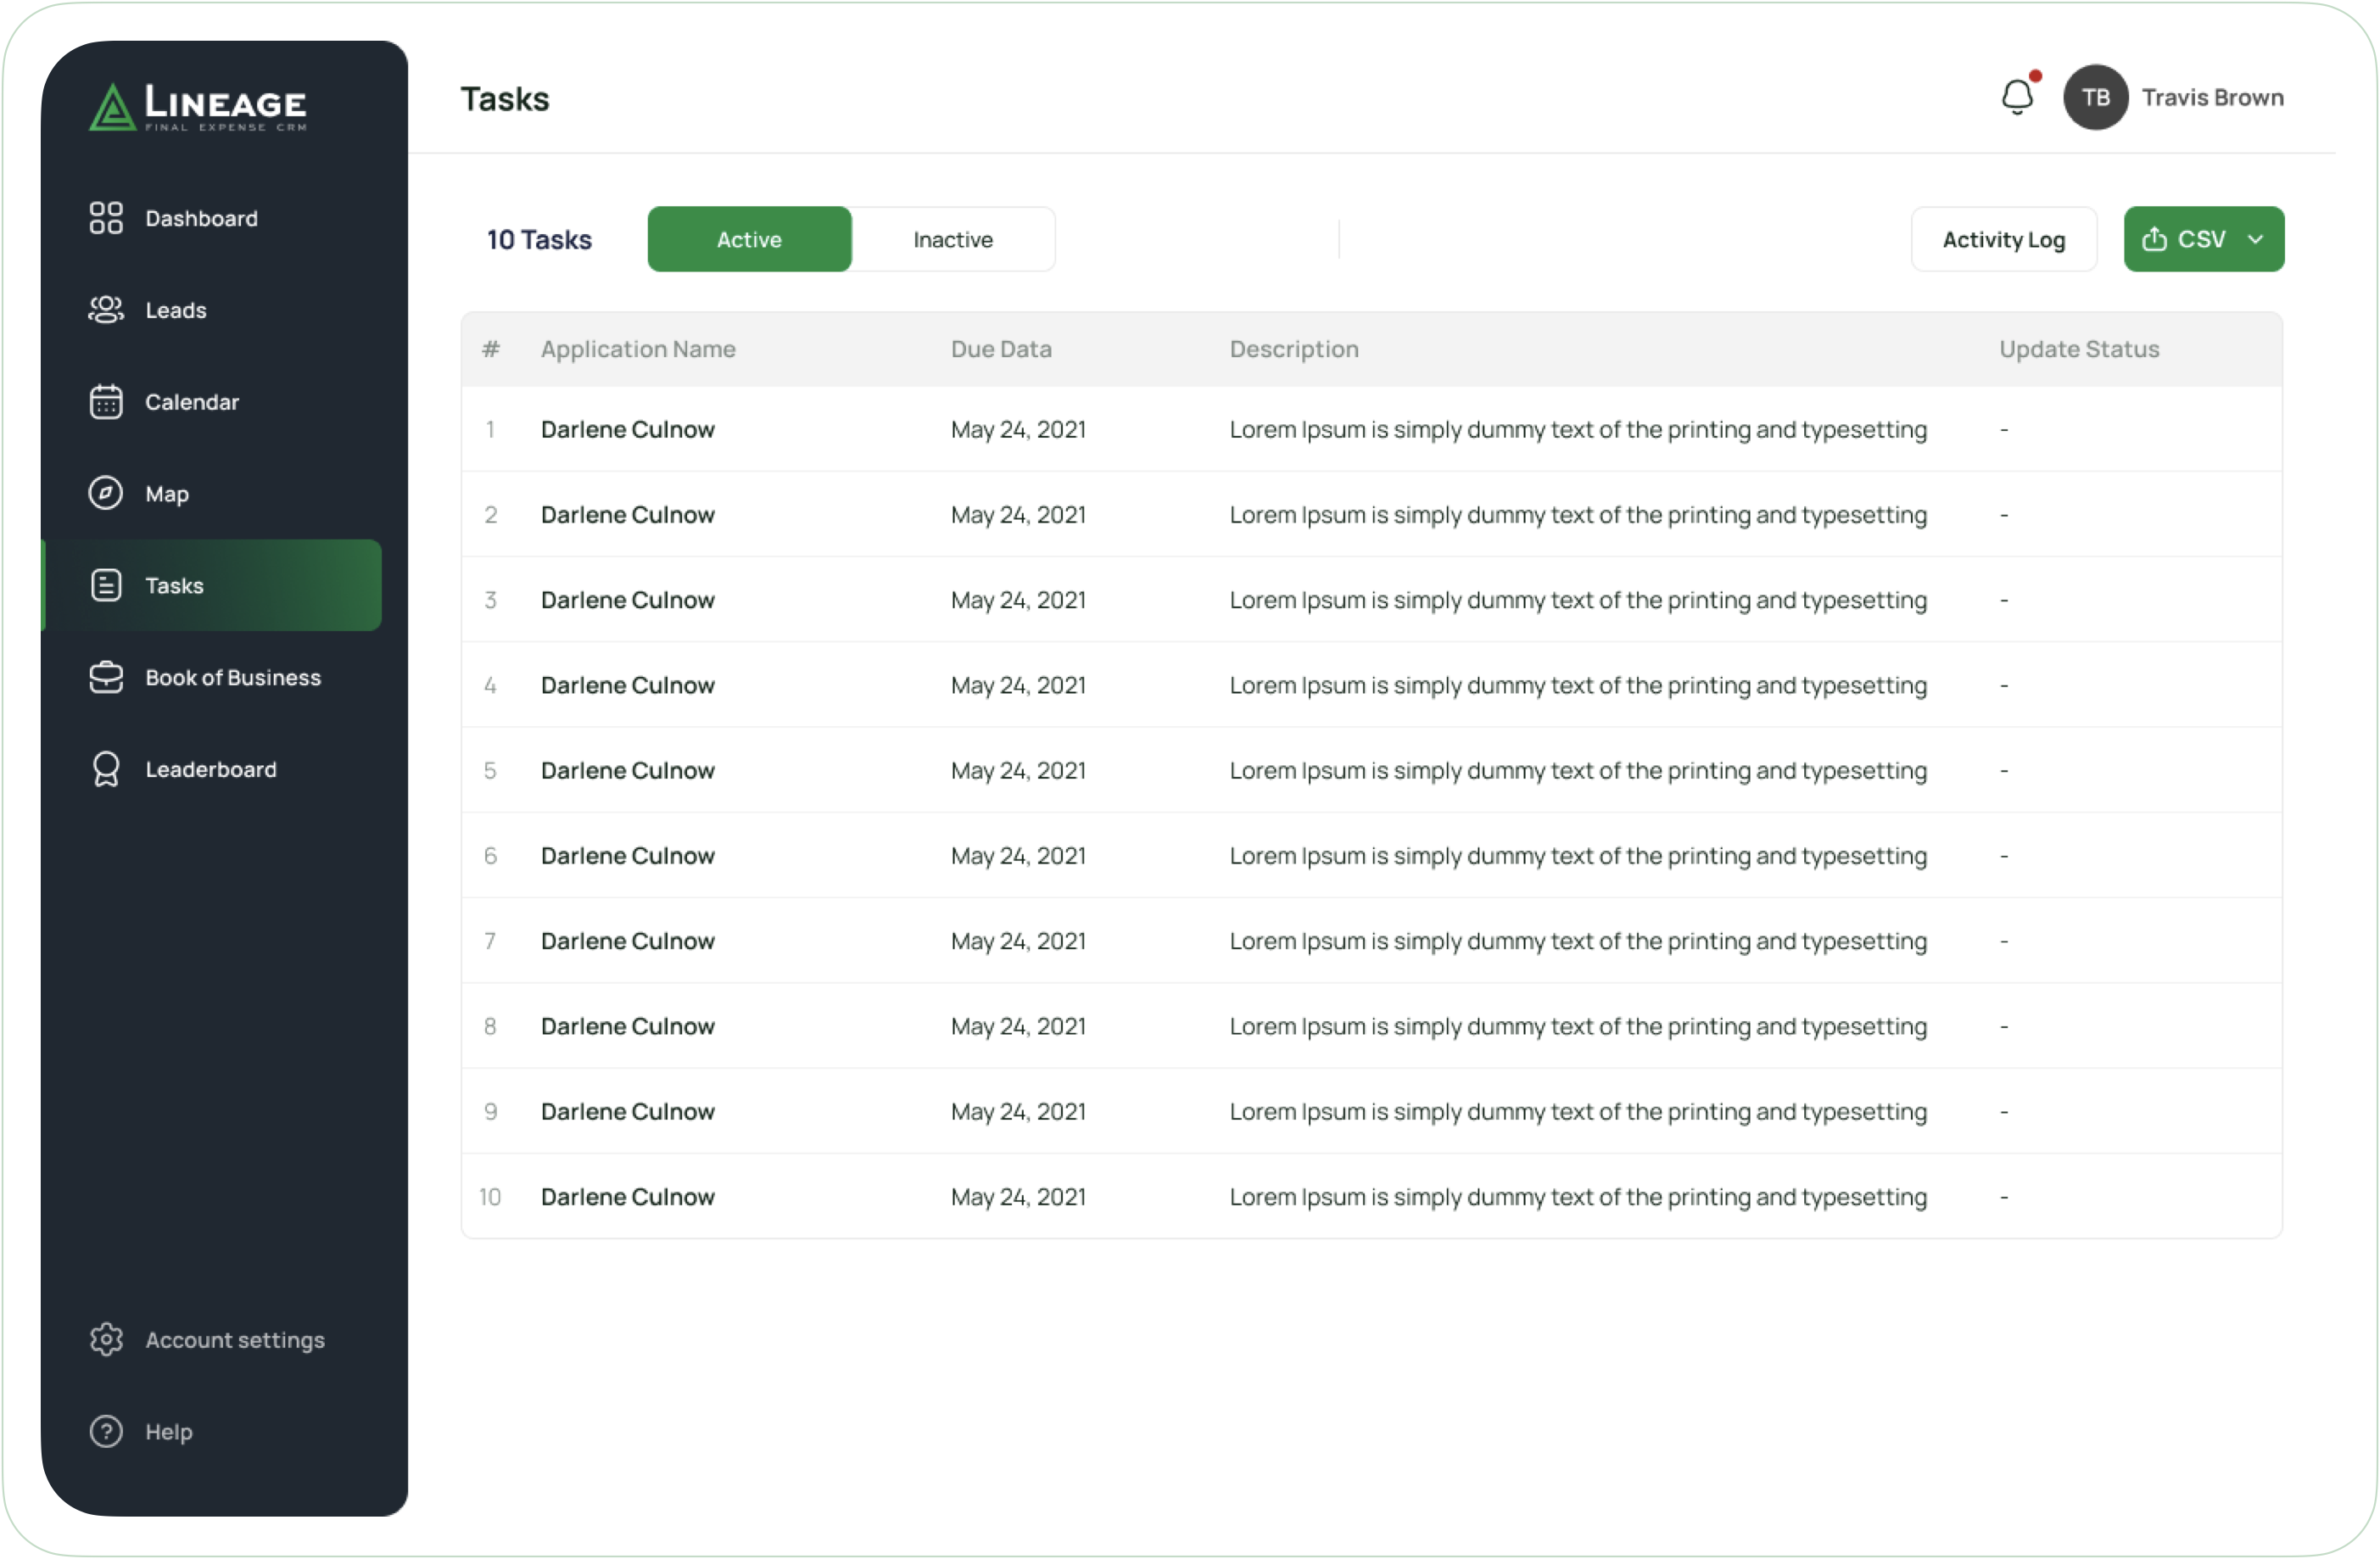 LINEAGE
FINAL EXPENSE CRM
Dashboard
Leads
Calendar
Map
Tasks
Book of Business
Leaderboard
Account settings
? Help
Tasks
TB Travis Brown
10 Tasks Active Inactive Activity Log CSV
# Application Name Due Data Description Update Status
1 Darlene Culnow May 24, 2021 Lorem Ipsum is simply dummy text of the printing and typesetting -
2 Darlene Culnow May 24, 2021 Lorem Ipsum is simply dummy text of the printing and typesetting -
3 Darlene Culnow May 24, 2021 Lorem Ipsum is simply dummy text of the printing and typesetting -
4 Darlene Culnow May 24, 2021 Lorem Ipsum is simply dummy text of the printing and typesetting -
5 Darlene Culnow May 24, 2021 Lorem Ipsum is simply dummy text of the printing and typesetting -
6 Darlene Culnow May 24, 2021 Lorem Ipsum is simply dummy text of the printing and typesetting -
7 Darlene Culnow May 24, 2021 Lorem Ipsum is simply dummy text of the printing and typesetting -
8 Darlene Culnow May 24, 2021 Lorem Ipsum is simply dummy text of the printing and typesetting -
9 Darlene Culnow May 24, 2021 Lorem Ipsum is simply dummy text of the printing and typesetting -
10 Darlene Culnow May 24, 2021 Lorem Ipsum is simply dummy text of the printing and typesetting -